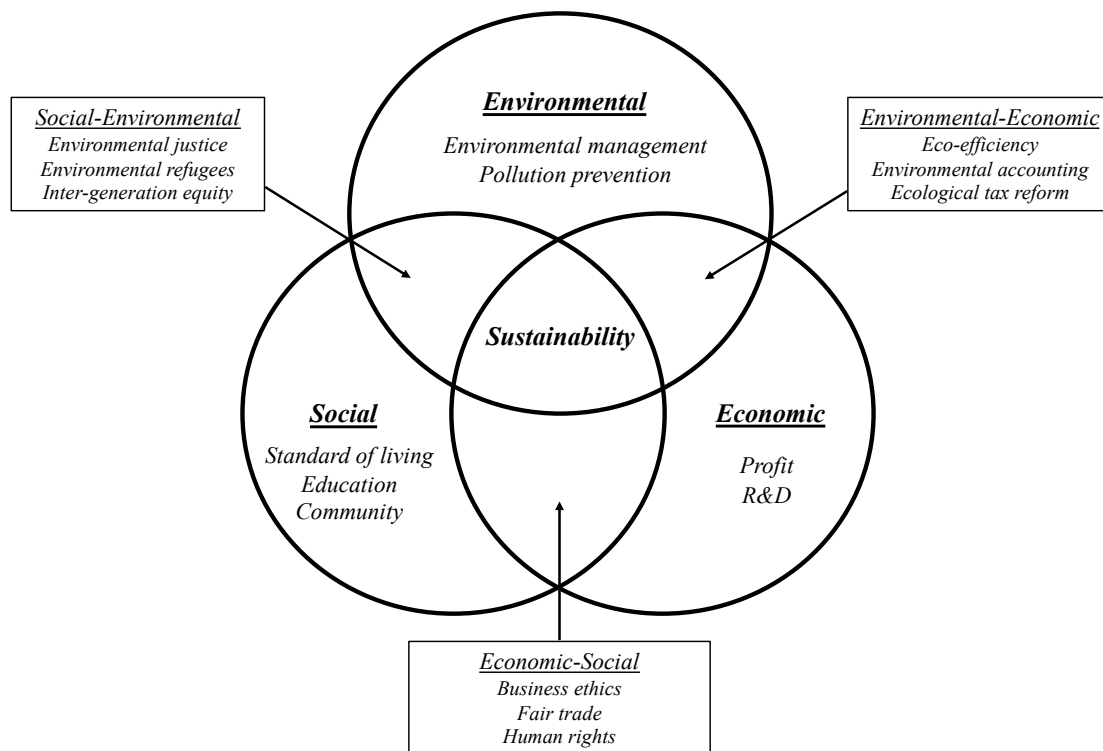 Environmental
Environmental management
Pollution prevention
Social-Environmental
Environmental justice
Environmental refugees
Inter-generation equity
Environmental-Economic
Eco-efficiency
Environmental accounting
Ecological tax reform
Sustainability
Social
Standard of living
Education
Community
Economic
Profit
R&D
Economic-Social
Business ethics
Fair trade
Human rights